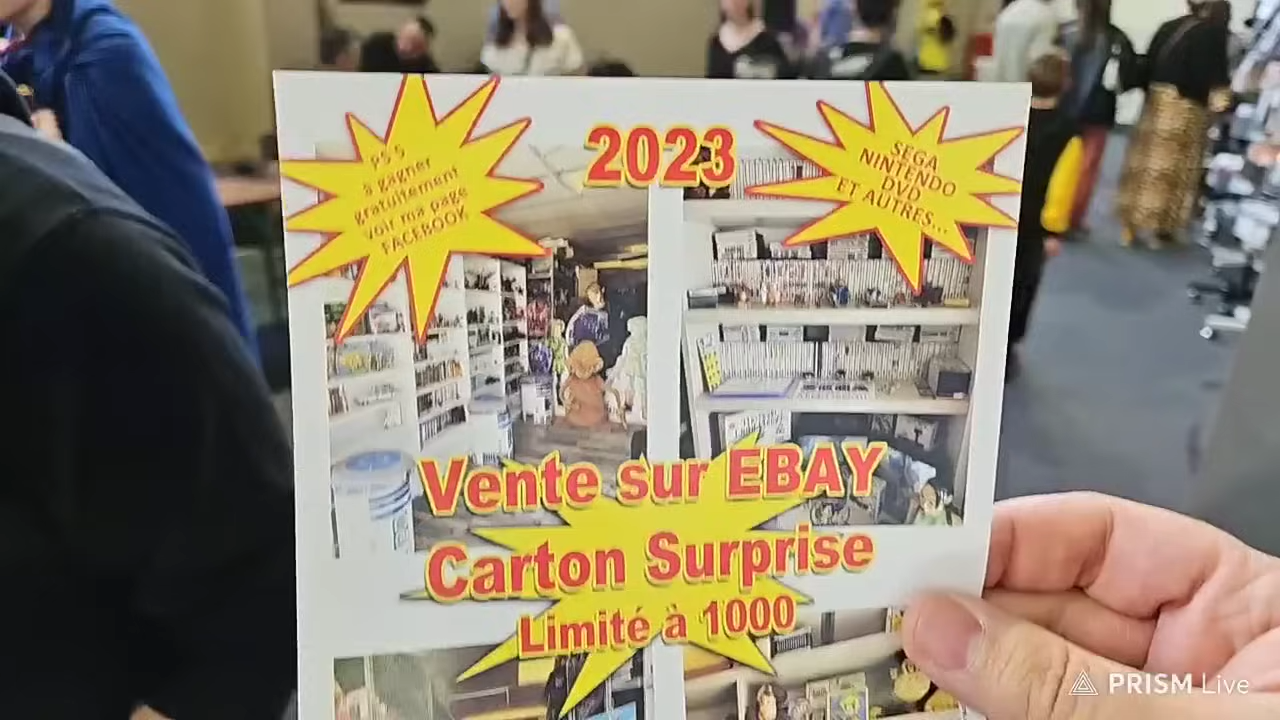 2023
PS 5
à gagner
gratuitement
voir ma page
FACEBOOK
SEGA
NINTENDO
DVD
ET AUTRES...
Vente sur EBAY
Carton Surprise
Limité à 1000
PRISM Live